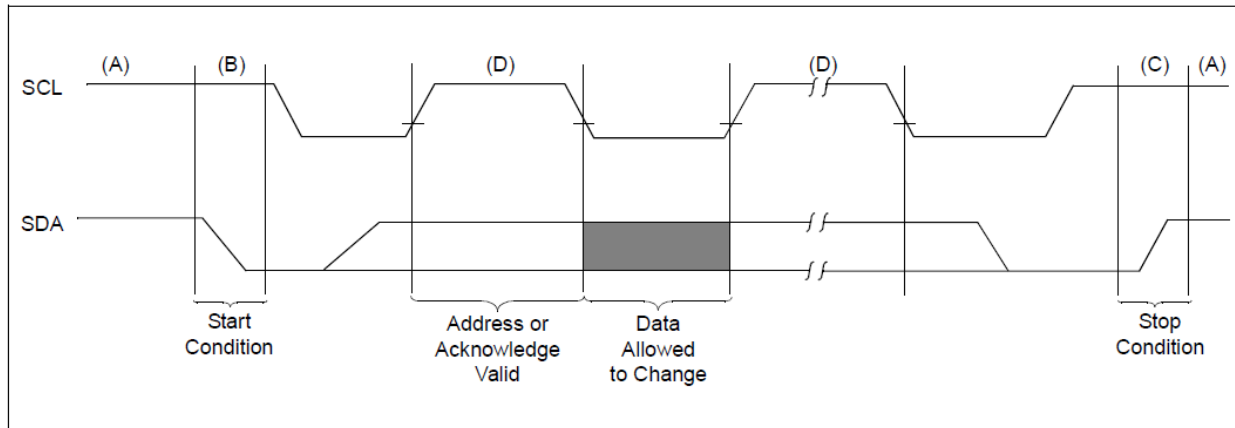 (A) (B) (D) (D) (C) (A)
SCL
SDA
Start
Condition
Address or
Acknowledge
Valid
Data
Allowed
to Change
Stop
Condition